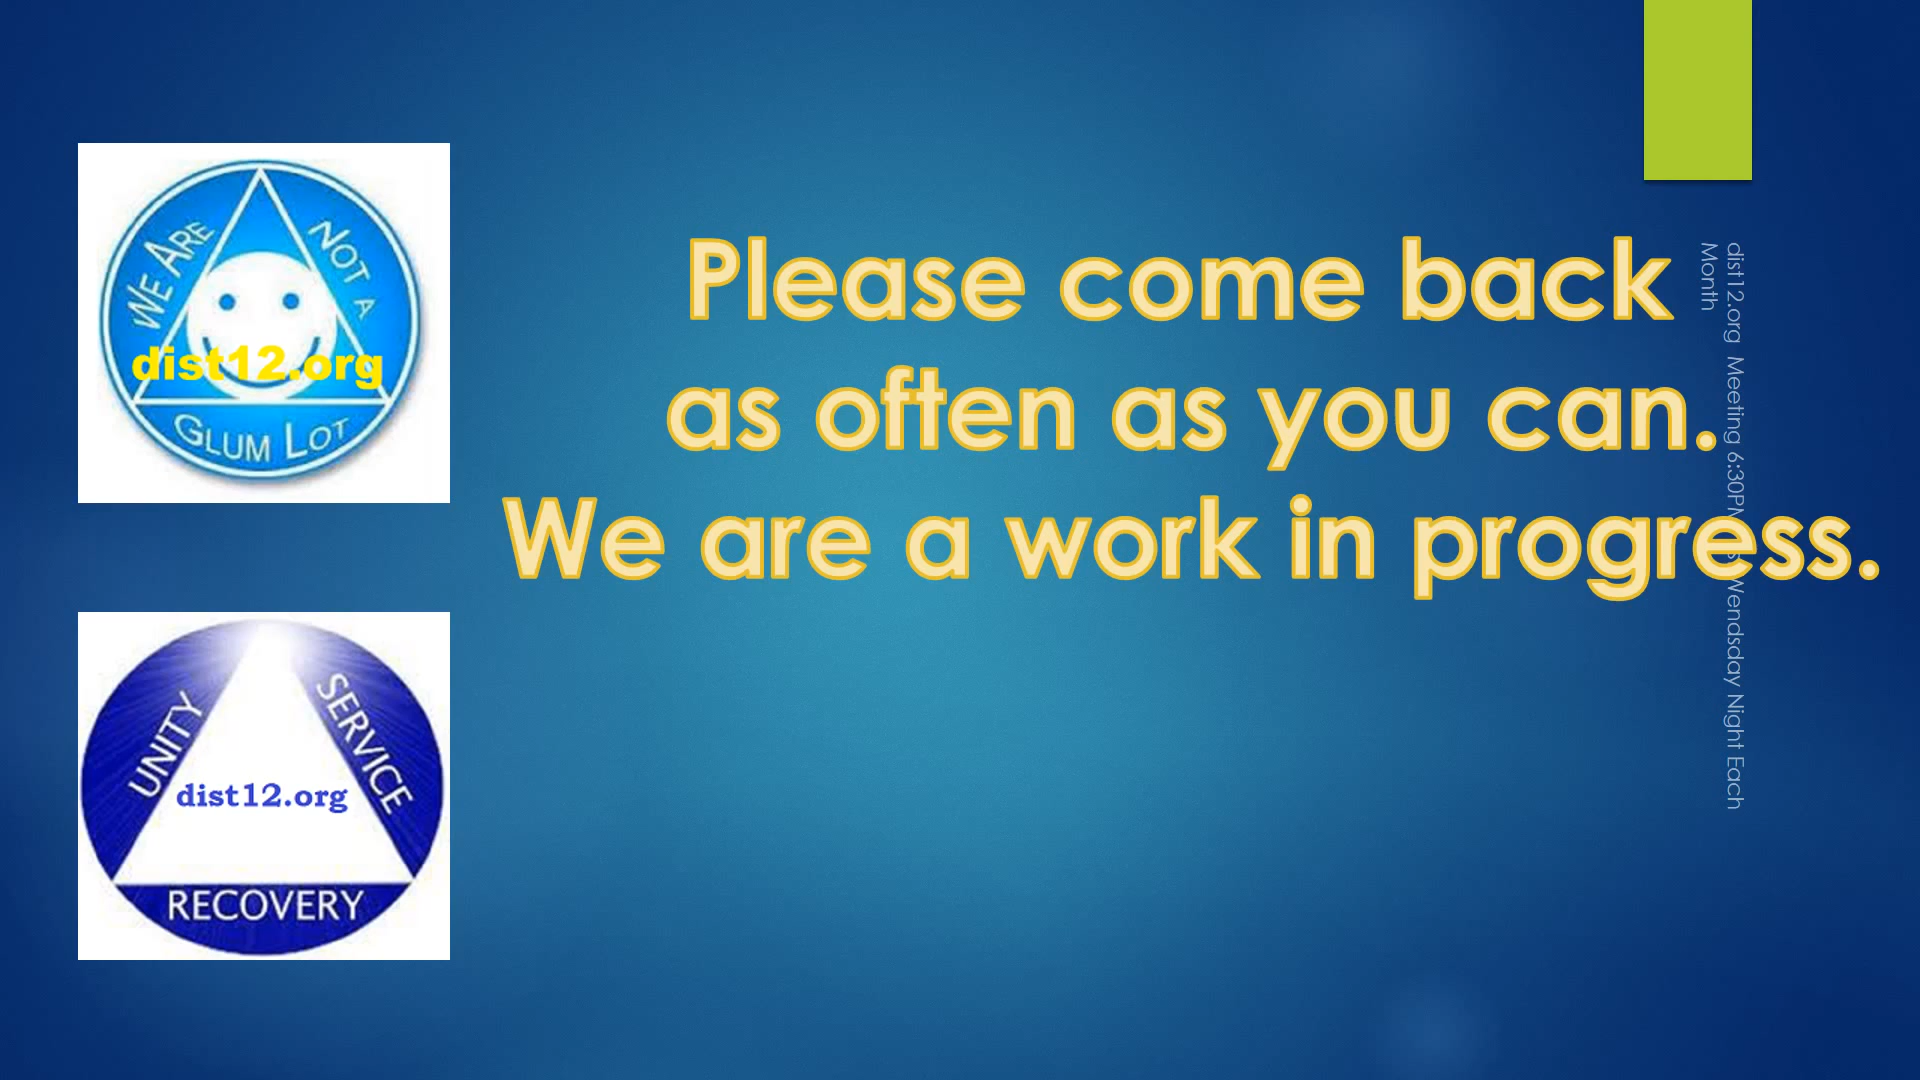 WE ARE NOT A
dist12.org
GLUM LOT
Please come back
as often as you can.
We are a work in progress.
dist12.org Meeting 6:30PM Wendsday Night Each
Month
UNITY SERVICE
dist12.org
RECOVERY